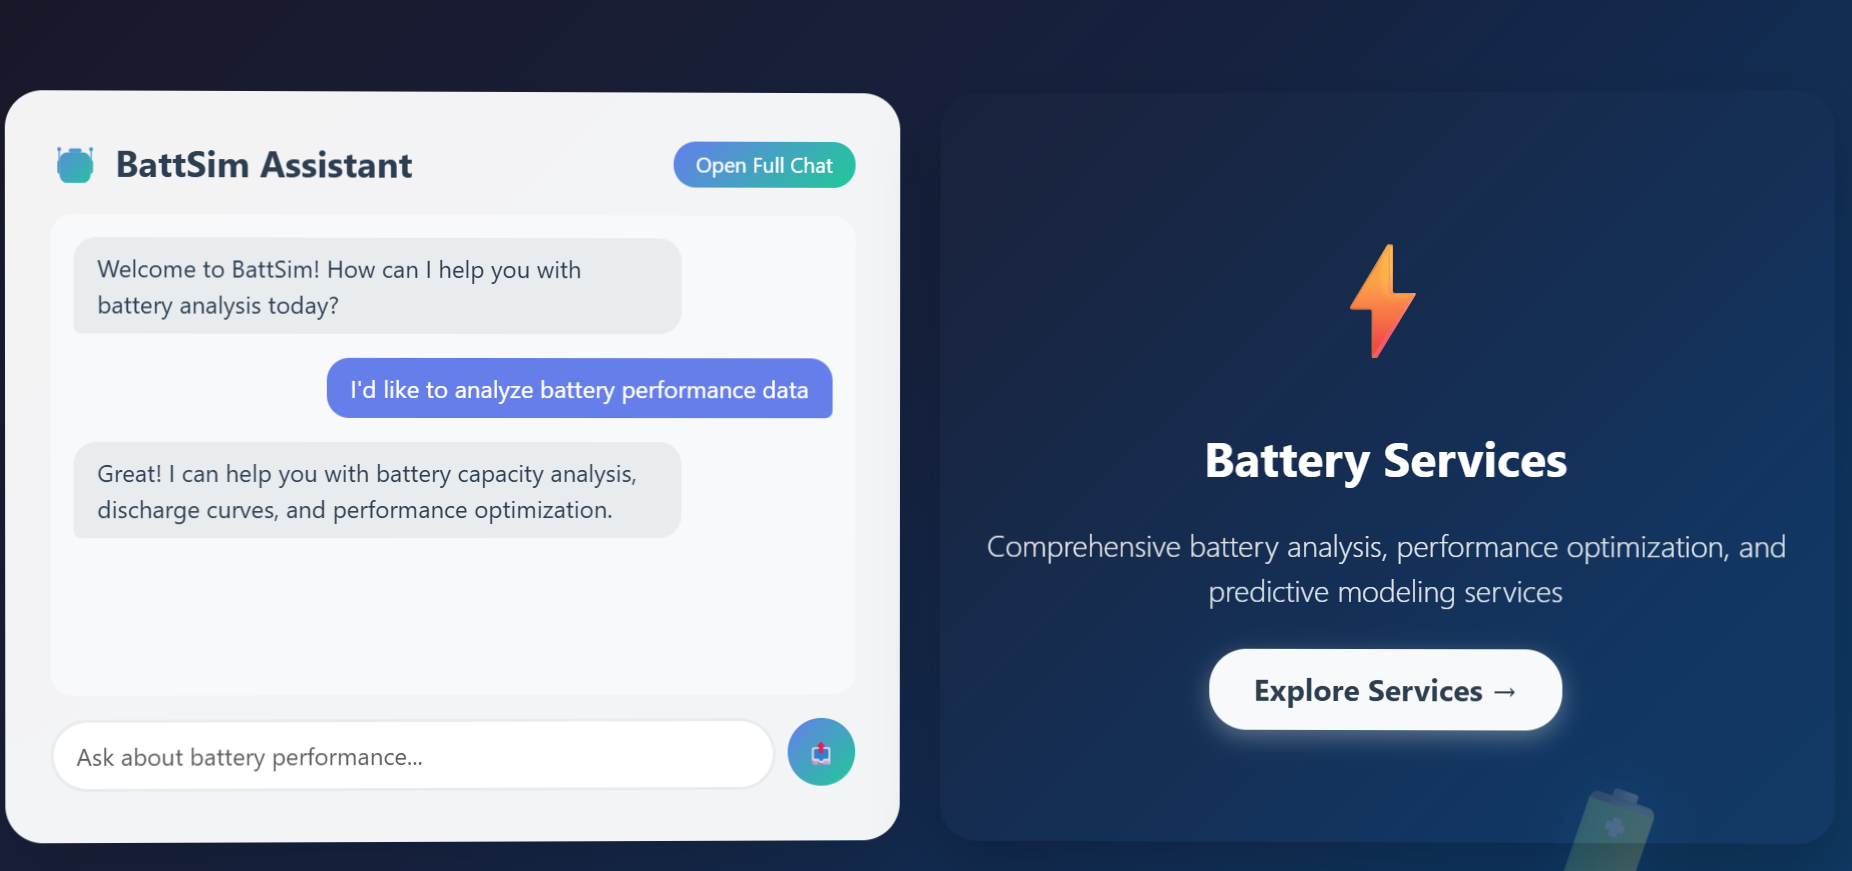 BattSim Assistant
Open Full Chat
Welcome to BattSim! How can I help you with
battery analysis today?
I'd like to analyze battery performance data
Great! I can help you with battery capacity analysis,
discharge curves, and performance optimization.
Ask about battery performance...
Battery Services
Comprehensive battery analysis, performance optimization, and
predictive modeling services
Explore Services →